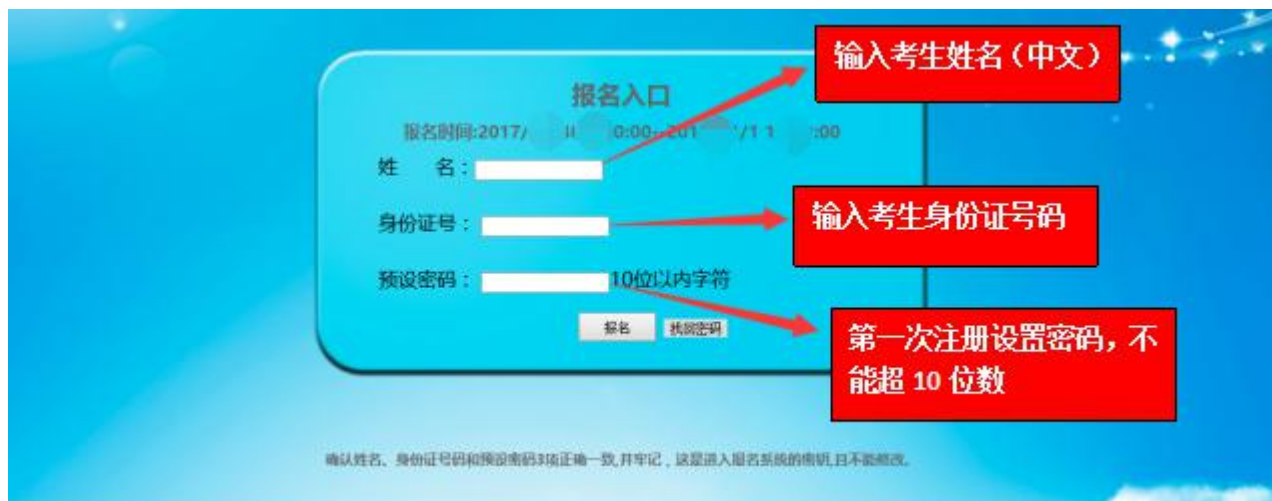 输入考生姓名（中文）
报名入口
报名时间:2017/
姓 名：
输入考生身份证号码
身份证号：
预设密码： 10位以内字符
报名 找回密码
第一次注册设置密码，不
能超 10 位数
确认姓名、身份证号码和预设密码3项正确一致,并牢记，这是进入报名系统的密钥,且不能修改。